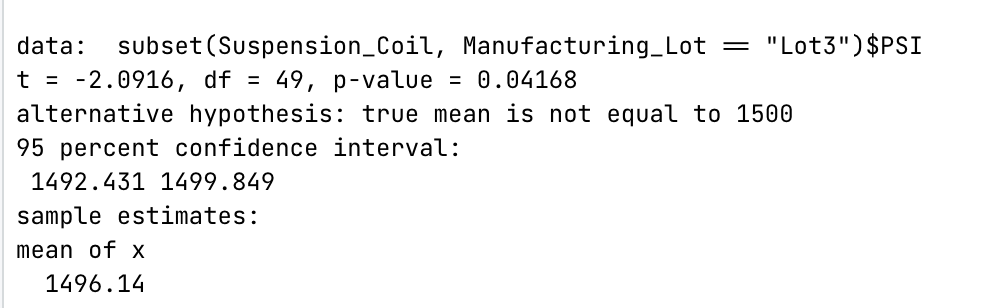 data:  subset(Suspension_Coil, Manufacturing_Lot == "Lot3")$PSI
t = -2.0916, df = 49, p-value = 0.04168
alternative hypothesis: true mean is not equal to 1500
95 percent confidence interval:
 1492.431 1499.849
sample estimates:
mean of x
  1496.14